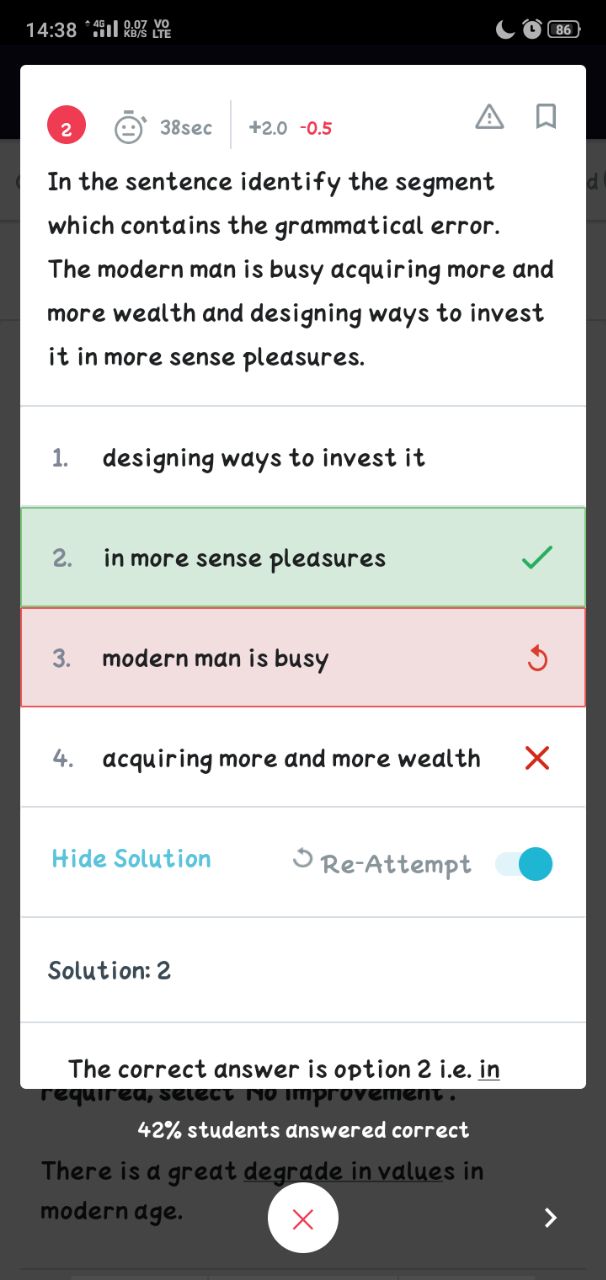 14:38 4G 0.07 KB/S VO LTE 86
2 38sec +2.0 -0.5
In the sentence identify the segment
which contains the grammatical error.
The modern man is busy acquiring more and
more wealth and designing ways to invest
it in more sense pleasures.
1. designing ways to invest it
2. in more sense pleasures
3. modern man is busy
4. acquiring more and more wealth
Hide Solution Re-Attempt
Solution: 2
The correct answer is option 2 i.e. in
required, select 'No improvement'.
42% students answered correct
There is a great degrade in values in
modern age.